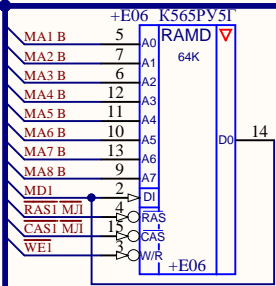 +E06 К565РУ5Г
MA1 B 5 A0 RAMD
MA2 B 7 A1 64K
MA3 B 6 A2
MA4 B 12 A3
MA5 B 11 A4
MA6 B 10 A5 D0 14
MA7 B 13 A6
MA8 B 9 A7
MD1 2 DI
RAS1 МЛ 4 RAS
CAS1 МЛ 15 CAS
WE1 3 W/R
+E06